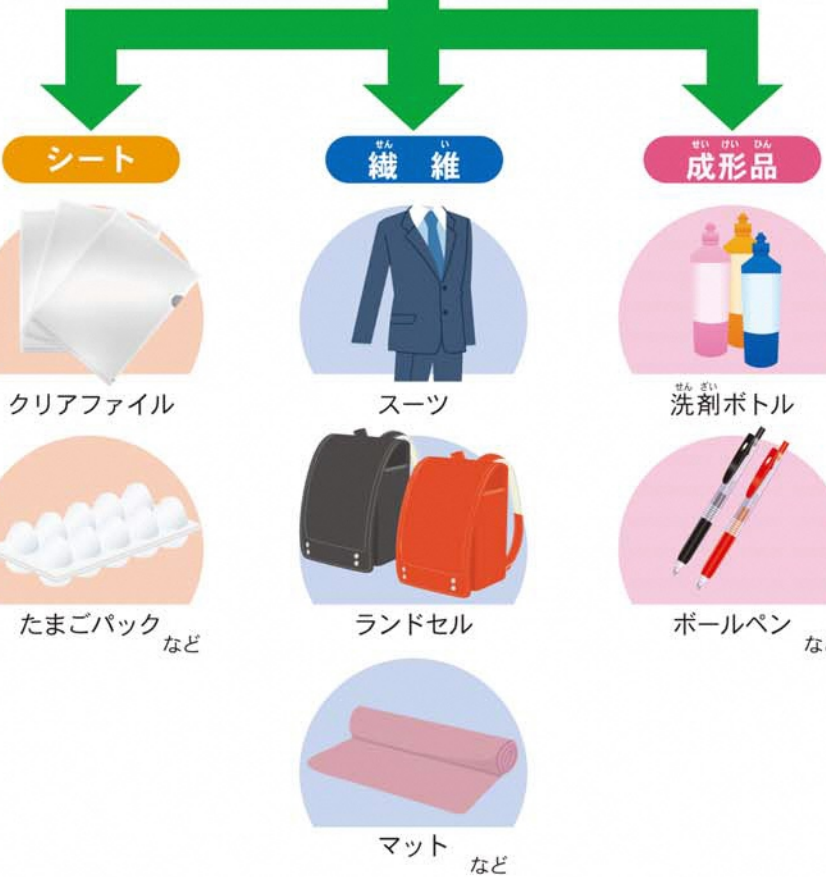 シート
せん い
繊 維
せい けい ひん
成形品
クリアファイル
スーツ
せん ざい
洗剤ボトル
たまごパック
など
ランドセル
ボールペン
な
マット
など